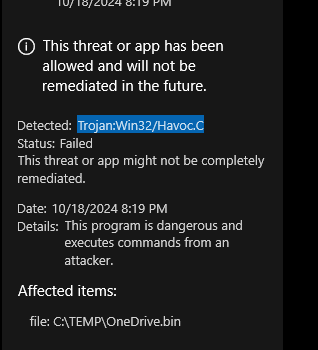 10/18/2024 8:19 PM
This threat or app has been
allowed and will not be
remediated in the future.
Detected: Trojan:Win32/Havoc.C
Status: Failed
This threat or app might not be completely
remediated.
Date: 10/18/2024 8:19 PM
Details: This program is dangerous and
executes commands from an
attacker.
Affected items:
file: C:\TEMP\OneDrive.bin